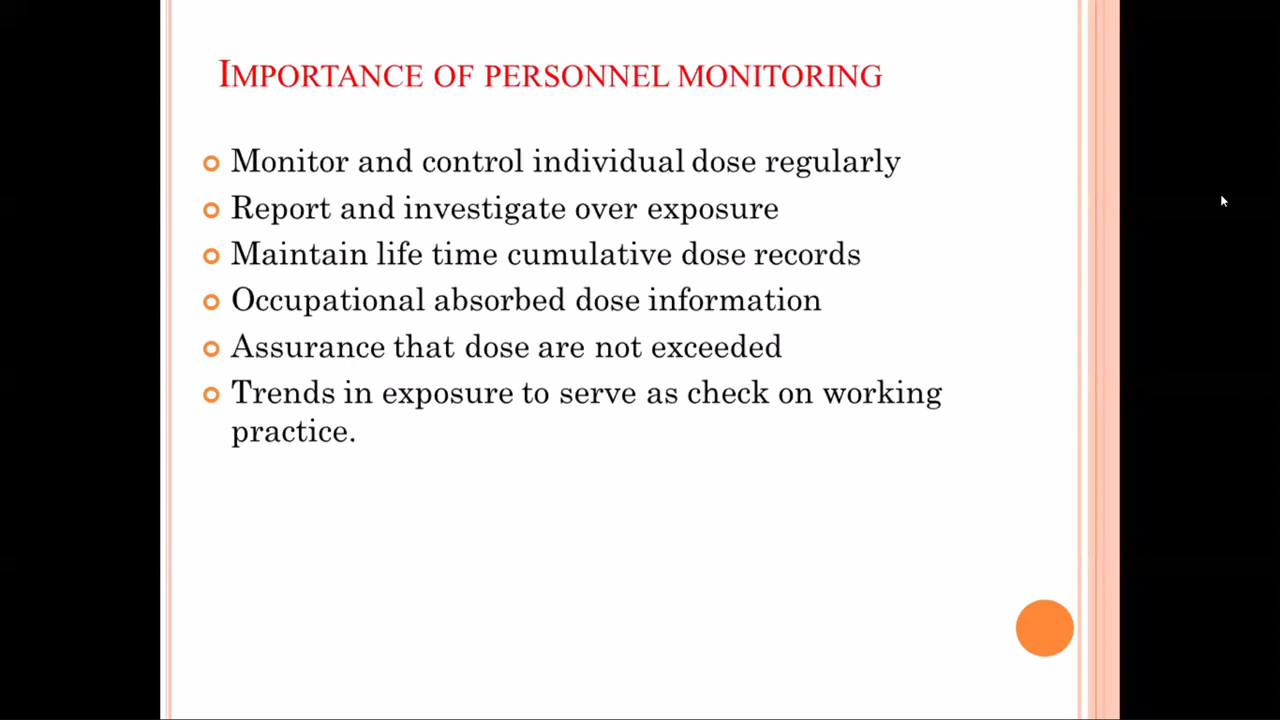 IMPORTANCE OF PERSONNEL MONITORING
Monitor and control individual dose regularly
Report and investigate over exposure
Maintain life time cumulative dose records
Occupational absorbed dose information
Assurance that dose are not exceeded
Trends in exposure to serve as check on working
practice.